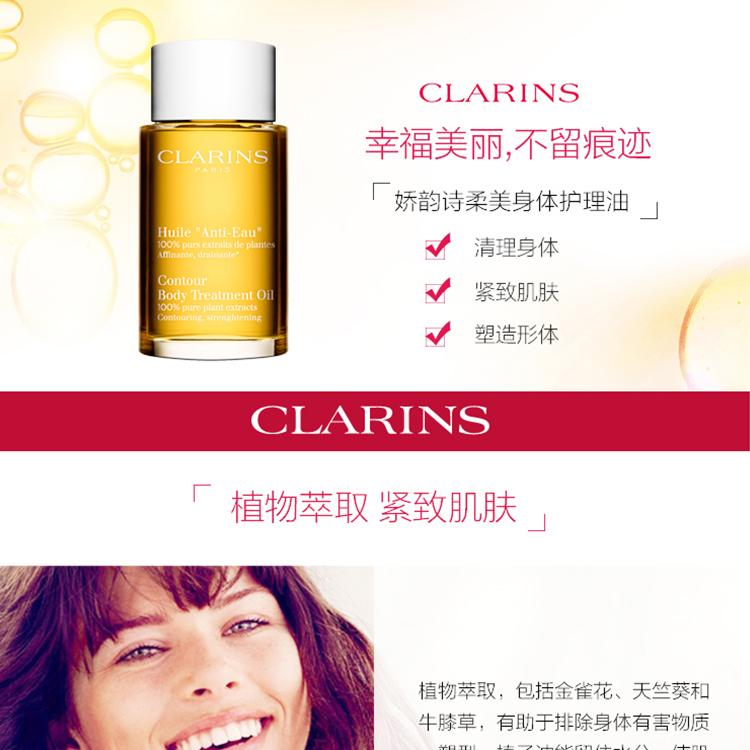 CLARINS
PARIS
Huile "Anti-Eau"
100% purs extraits de plantes
Affinante, drainante*
Contour
Body Treatment Oil
100% pure plant extracts
Contouring, strenghtening
CLARINS
幸福美丽,不留痕迹
「娇韵诗柔美身体护理油」
清理身体
紧致肌肤
塑造形体
CLARINS
「植物萃取 紧致肌肤」
植物萃取，包括金雀花、天竺葵和
牛膝草，有助于排除身体有害物质